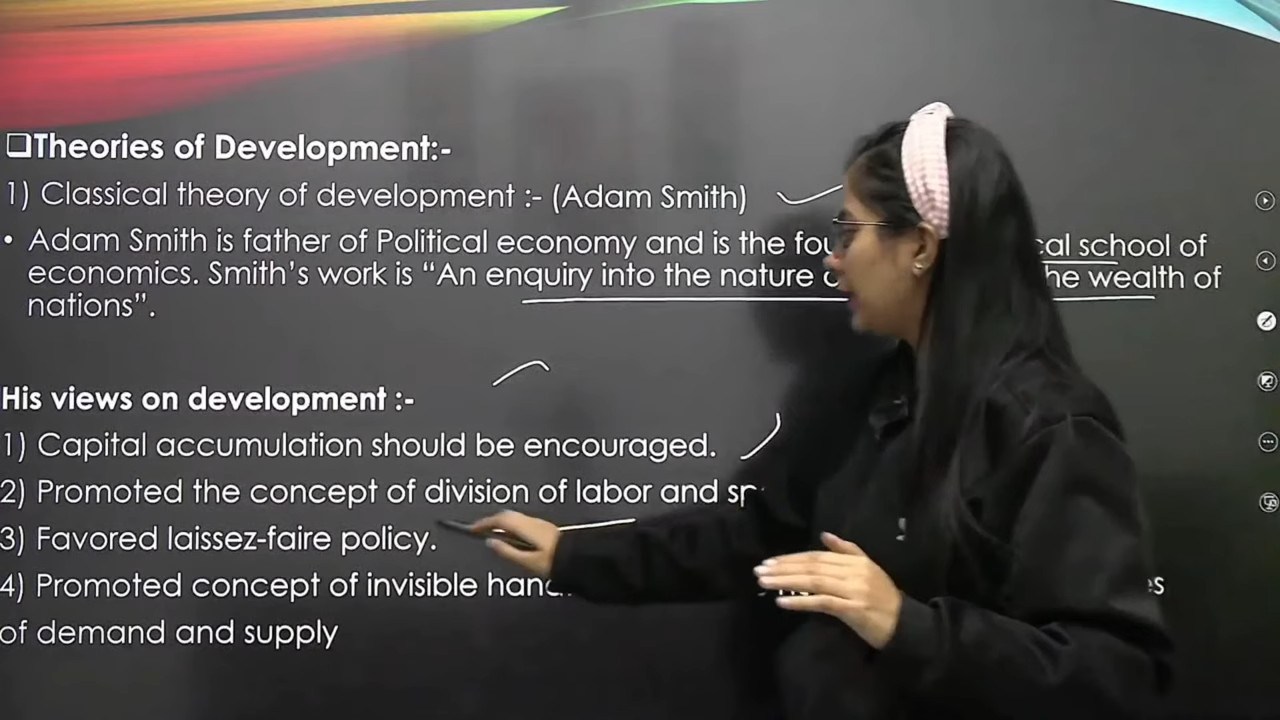 ❑Theories of Development:-
1) Classical theory of development :- (Adam Smith)
• Adam Smith is father of Political economy and is the school of
economics. Smith's work is “An enquiry into the nature wealth of
nations”.
His views on development :-
1) Capital accumulation should be encouraged.
2) Promoted the concept of division of labor and
3) Favored laissez-faire policy.
4) Promoted concept of invisible
of demand and supply